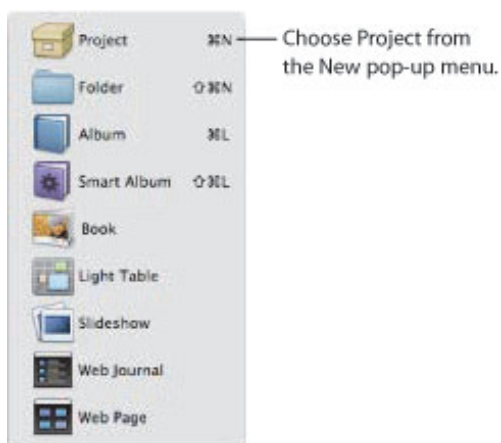 Project ⌘N
Choose Project from
the New pop-up menu.
Folder ⇧⌘N
Album ⌘L
Smart Album ⇧⌘L
Book
Light Table
Slideshow
Web Journal
Web Page